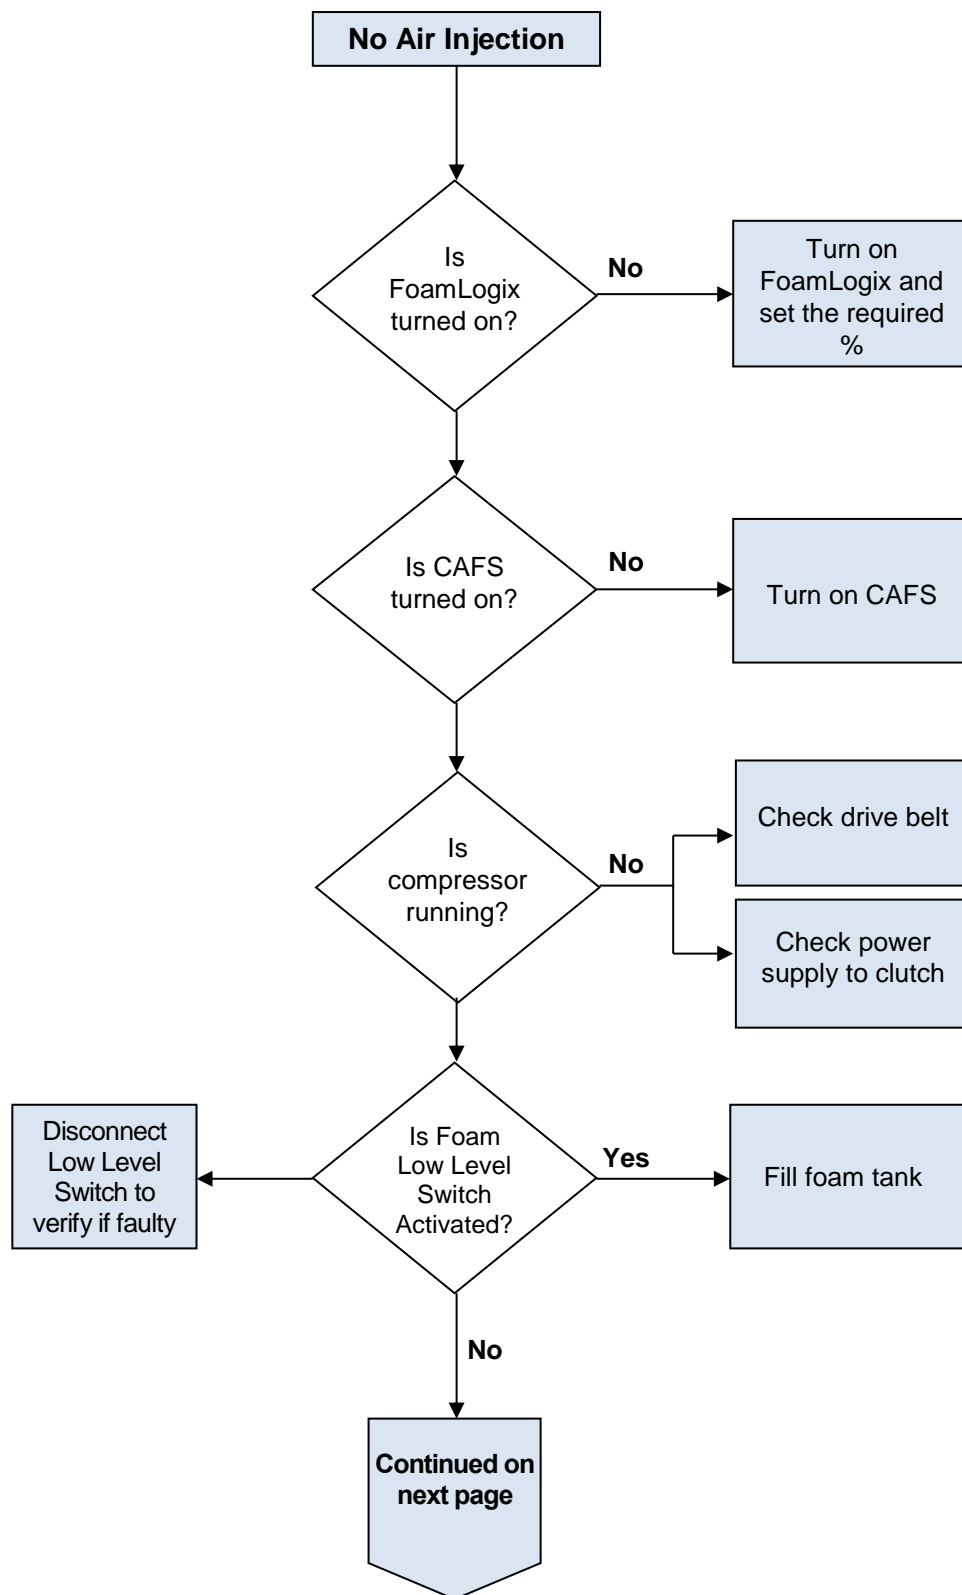 No Air Injection
Is
FoamLogix
turned on?
No
Turn on
FoamLogix and
set the required
%
Is CAFS
turned on?
No
Turn on CAFS
Is
compressor
running?
No
Check drive belt
Check power
supply to clutch
Disconnect
Low Level
Switch to
verify if faulty
Is Foam
Low Level
Switch
Activated?
Yes
Fill foam tank
No
Continued on
next page